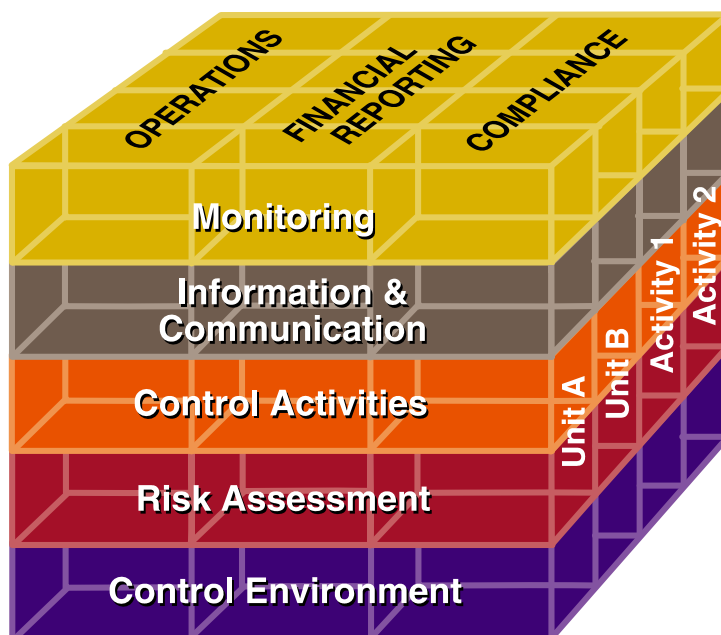 OPERATIONS
FINANCIAL
REPORTING
COMPLIANCE
Monitoring
Information &
Communication
Control Activities
Risk Assessment
Control Environment
Unit A
Unit B
Activity 1
Activity 2